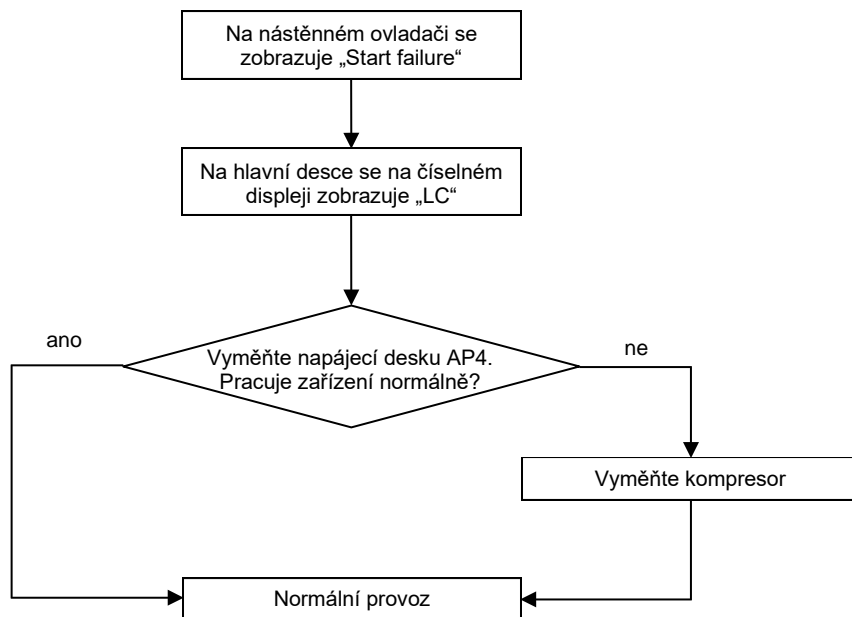 Na nástěnném ovladači se
zobrazuje „Start failure“
Na hlavní desce se na číselném
displeji zobrazuje „LC“
ano
Vyměňte napájecí desku AP4.
Pracuje zařízení normálně?
ne
Vyměňte kompresor
Normální provoz